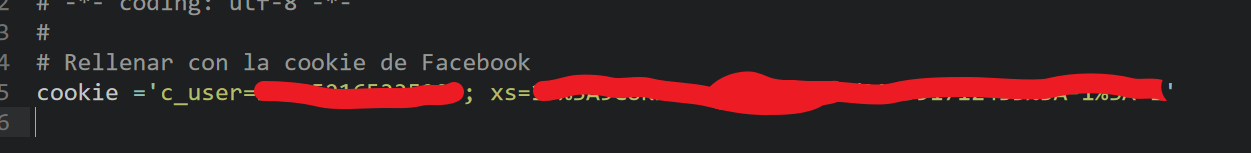 2 # -*- coding: utf-8 -*-
3 #
4 # Rellenar con la cookie de Facebook
5 cookie ='c_user= ; xs= '
6